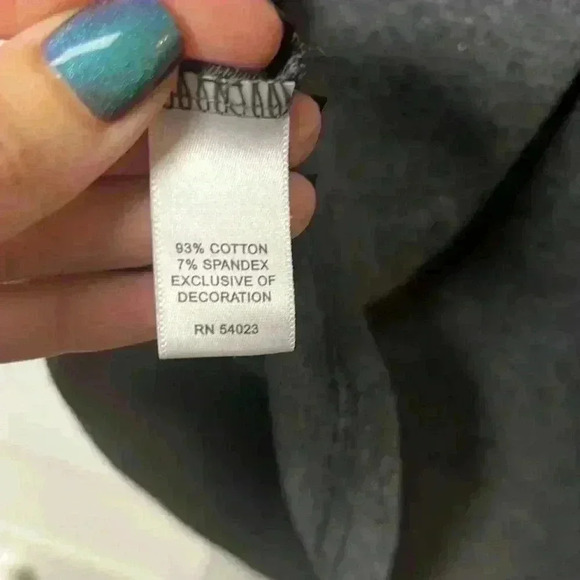 93% COTTON
7% SPANDEX
EXCLUSIVE OF
DECORATION
RN 54023